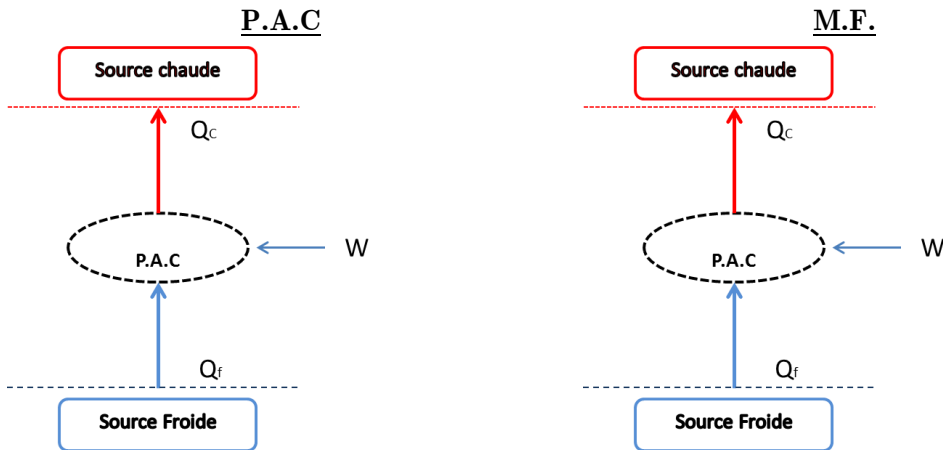 P.A.C
Source chaude
Qc
P.A.C
W
Qf
Source Froide
M.F.
Source chaude
Qc
P.A.C
W
Qf
Source Froide